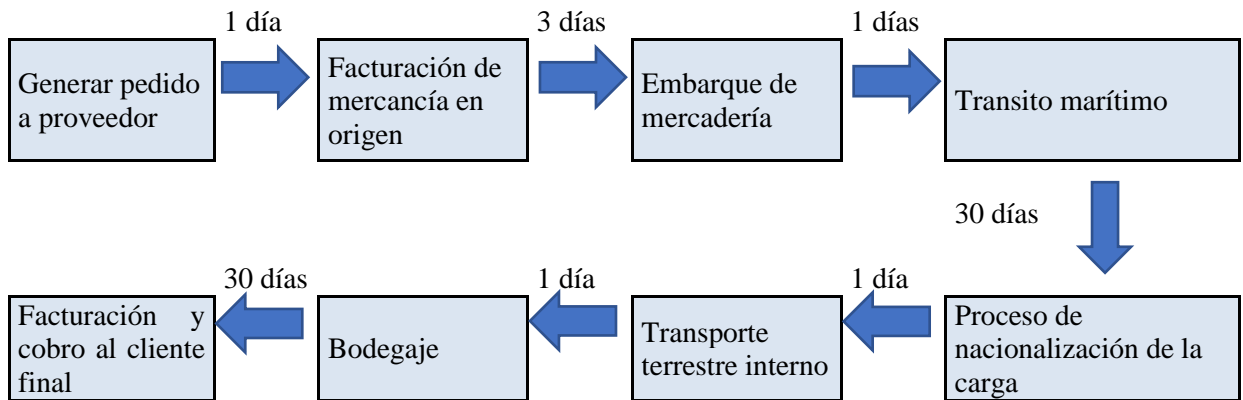 1 día
3 días
1 días
Generar pedido
a proveedor
Facturación de
mercancía en
origen
Embarque de
mercadería
Transito marítimo
30 días
30 días
1 día
1 día
Facturación y
cobro al cliente
final
Bodegaje
Transporte
terrestre interno
Proceso de
nacionalización de la
carga